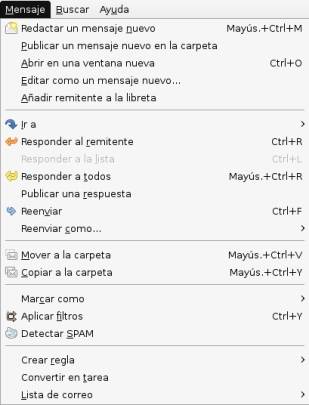 Mensaje Buscar Ayuda
Redactar un mensaje nuevo Mayús.+Ctrl+M
Publicar un mensaje nuevo en la carpeta
Abrir en una ventana nueva Ctrl+O
Editar como un mensaje nuevo...
Añadir remitente a la libreta
Ir a
Responder al remitente Ctrl+R
Responder a la lista Ctrl+L
Responder a todos Mayús.+Ctrl+R
Publicar una respuesta
Reenviar Ctrl+F
Reenviar como...
Mover a la carpeta Mayús.+Ctrl+V
Copiar a la carpeta Mayús.+Ctrl+Y
Marcar como
Aplicar filtros Ctrl+Y
Detectar SPAM
Crear regla
Convertir en tarea
Lista de correo